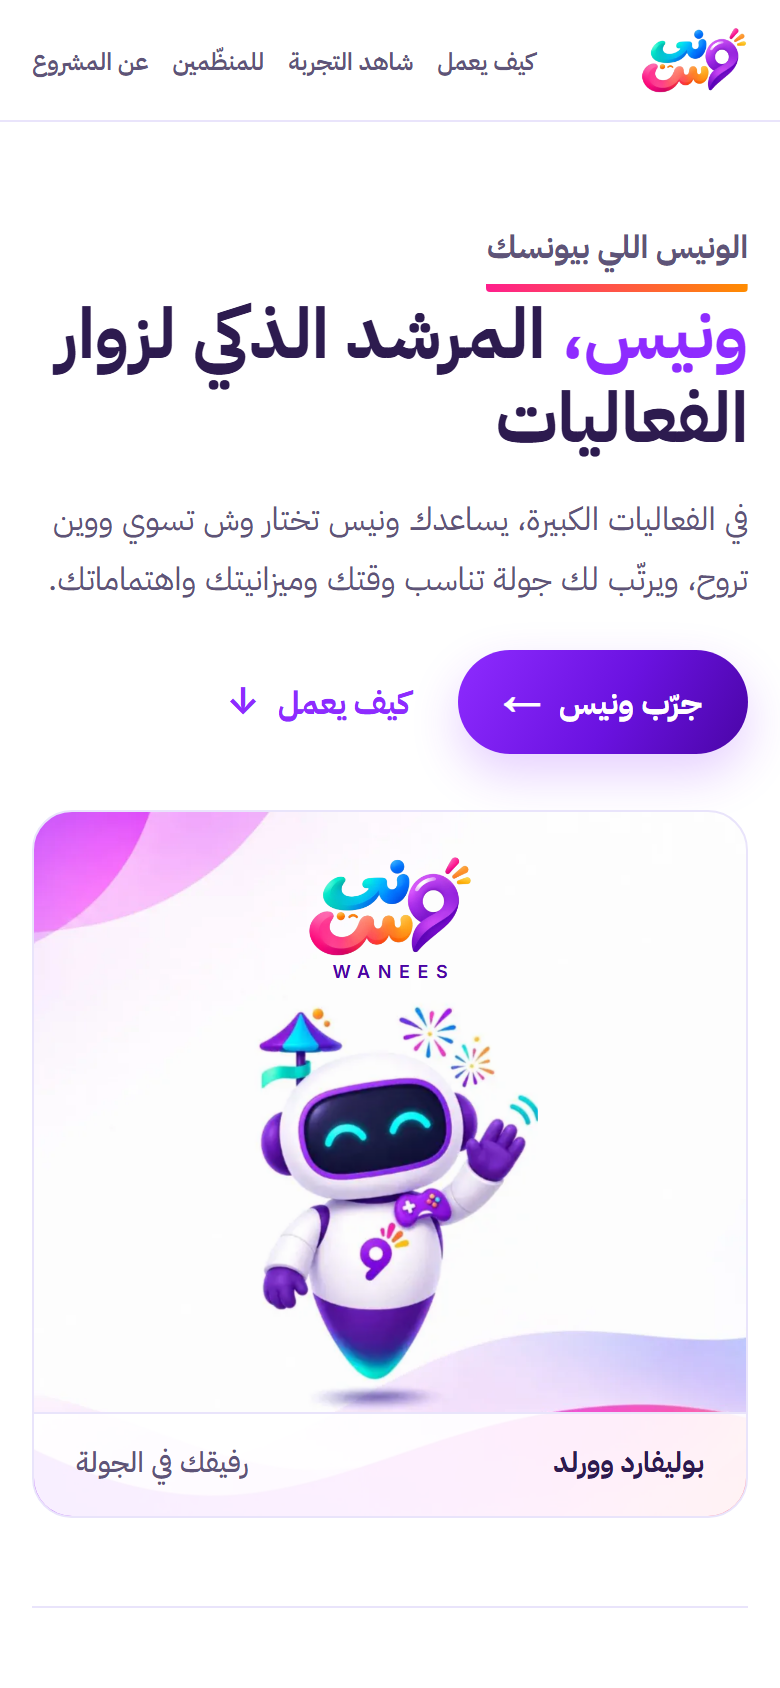 ونيس
كيف يعمل
شاهد التجربة
للمنظّمين
عن المشروع
الونيس اللي بيونسك
ونيس، المرشد الذكي لزوار
الفعاليات
في الفعاليات الكبيرة، يساعدك ونيس تختار وش تسوي ووين
تروح، ويرتّب لك جولة تناسب وقتك وميزانيتك واهتماماتك.
جرّب ونيس ←
كيف يعمل ↓
ونيس
WANEES
بوليفارد وورلد
رفيقك في الجولة